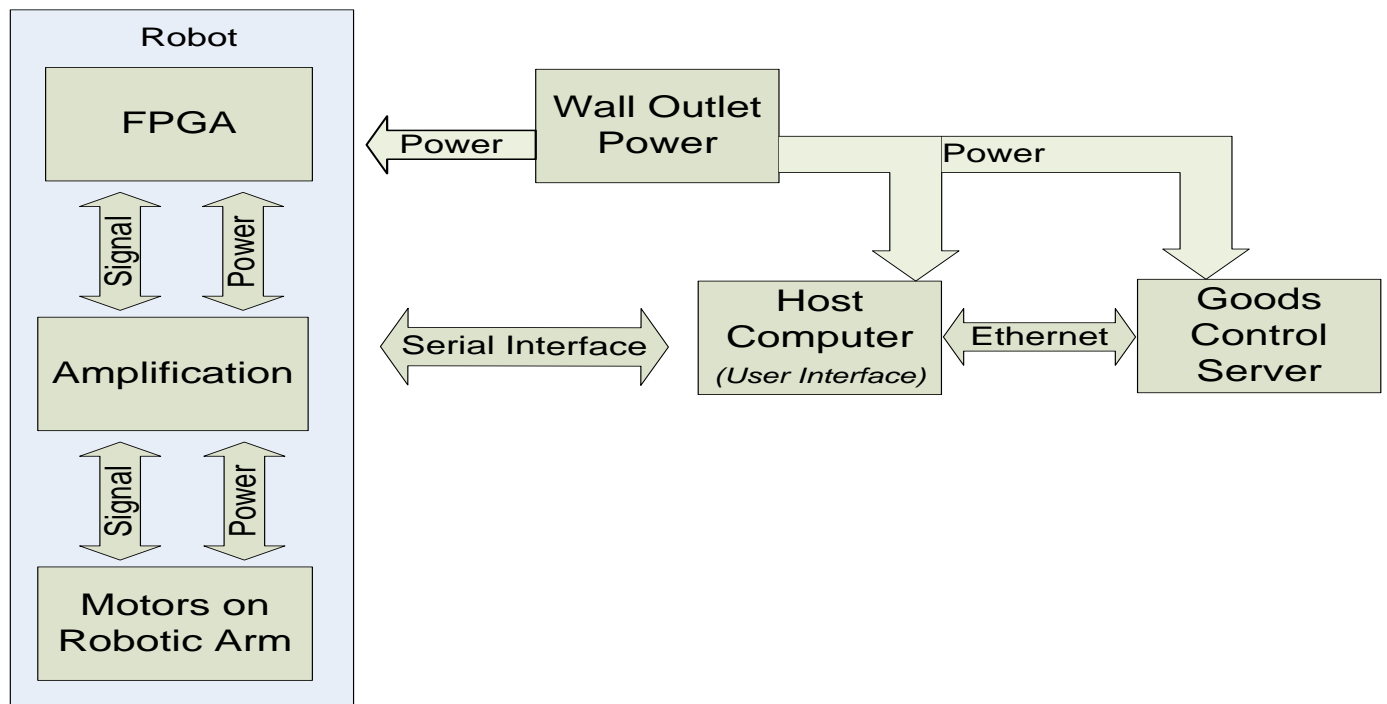 Robot
FPGA
Signal
Power
Amplification
Signal
Power
Motors on
Robotic Arm
Power
Wall Outlet
Power
Power
Serial Interface
Host
Computer
(User Interface)
Ethernet
Goods
Control
Server